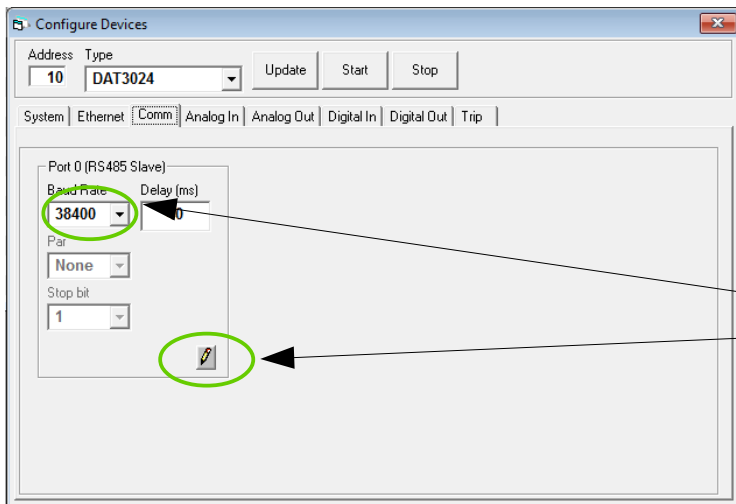 Configure Devices
Address Type
10 DAT3024 Update Start Stop
System Ethernet Comm Analog In Analog Out Digital In Digital Out Trip
Port 0 (RS485 Slave)
Baud Rate Delay (ms)
38400
Par
None
Stop bit
1